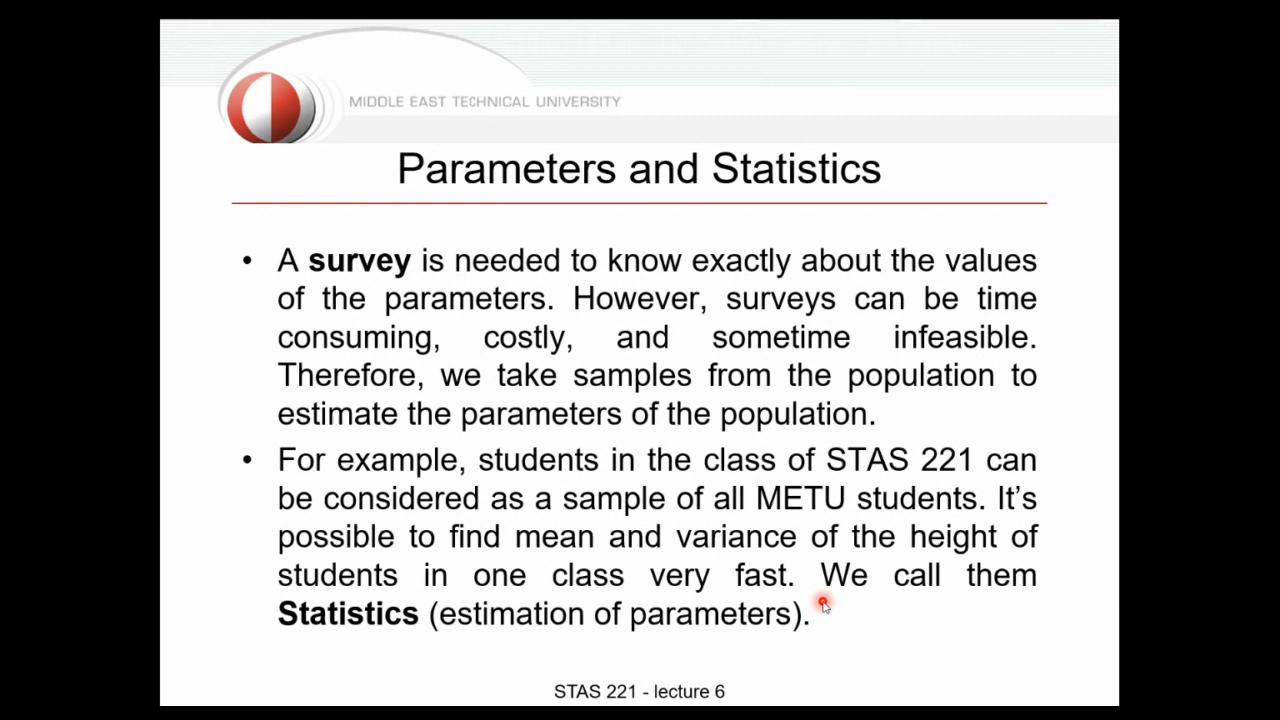 MIDDLE EAST TECHNICAL UNIVERSITY
Parameters and Statistics
• A survey is needed to know exactly about the values
of the parameters. However, surveys can be time
consuming, costly, and sometime infeasible.
Therefore, we take samples from the population to
estimate the parameters of the population.
• For example, students in the class of STAS 221 can
be considered as a sample of all METU students. It’s
possible to find mean and variance of the height of
students in one class very fast. We call them
Statistics (estimation of parameters).
STAS 221 - lecture 6